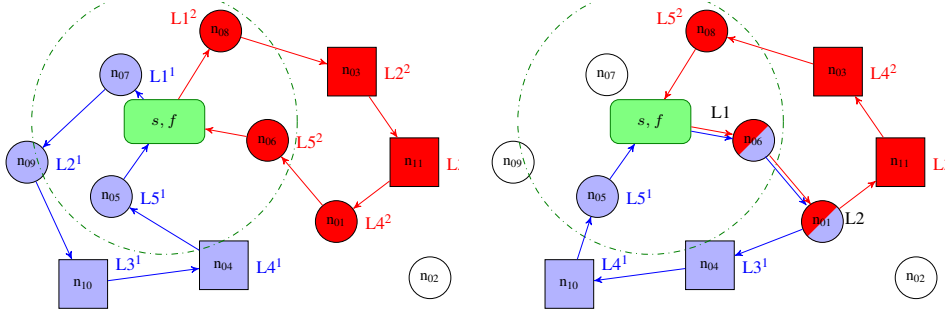 n08
L1²
n03
L2²
n07
L1¹
s, f
n06
L5²
n11
n09
L2¹
n05
L5¹
n01
L4²
n04
L4¹
n10
L3¹
n02
L5²
n08
n03
L4²
n07
s, f
L1
n06
n11
n09
n05
L5¹
n01
L2
n04
L3¹
n10
L4¹
n02